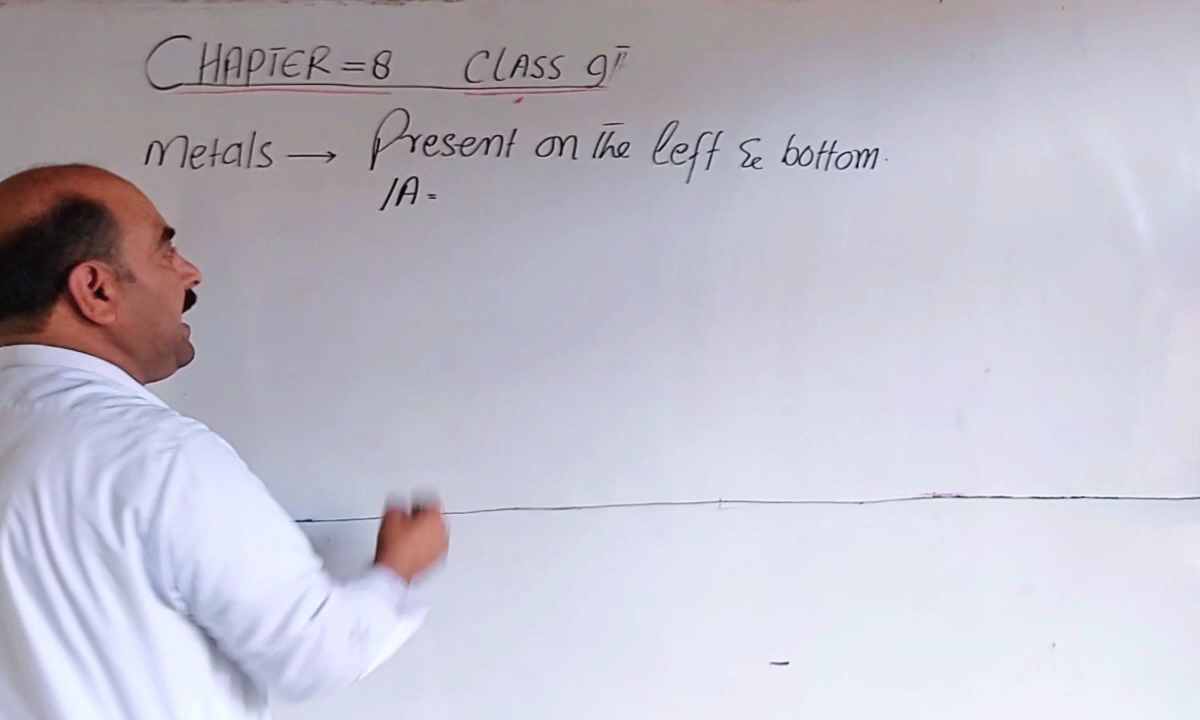 CHAPTER = 8 CLASS 9th
Metals → Present on the left & bottom.
IA =